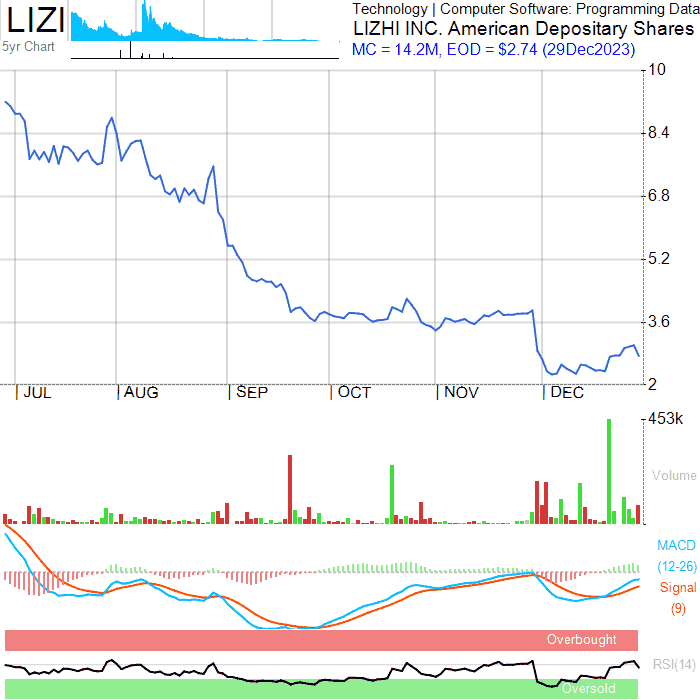 LIZI
5yr Chart
Technology | Computer Software: Programming Data
LIZHI INC. American Depositary Shares
MC = 14.2M, EOD = $2.74 (29Dec2023)
10
8.4
6.8
5.2
3.6
2
JUL AUG SEP OCT NOV DEC
453k
Volume
MACD
(12-26)
Signal
(9)
Overbought
RSI(14)
Oversold